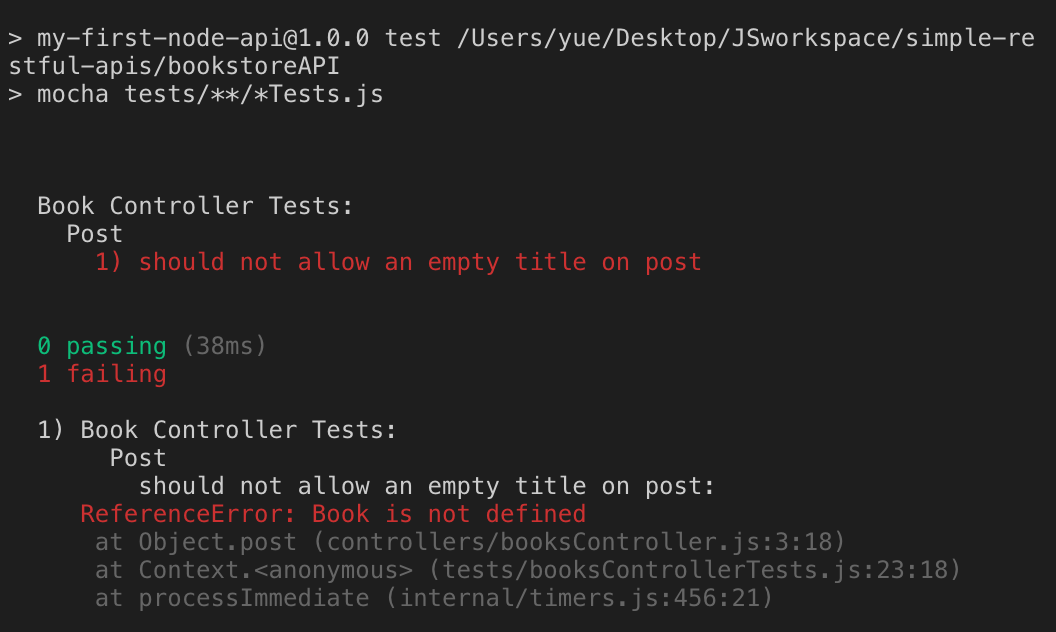 > my-first-node-api@1.0.0 test /Users/yue/Desktop/JSworkspace/simple-re
stful-apis/bookstoreAPI
> mocha tests/**/*Tests.js
Book Controller Tests:
Post
1) should not allow an empty title on post
0 passing (38ms)
1 failing
1) Book Controller Tests:
Post
should not allow an empty title on post:
ReferenceError: Book is not defined
at Object.post (controllers/booksController.js:3:18)
at Context.<anonymous> (tests/booksControllerTests.js:23:18)
at processImmediate (internal/timers.js:456:21)